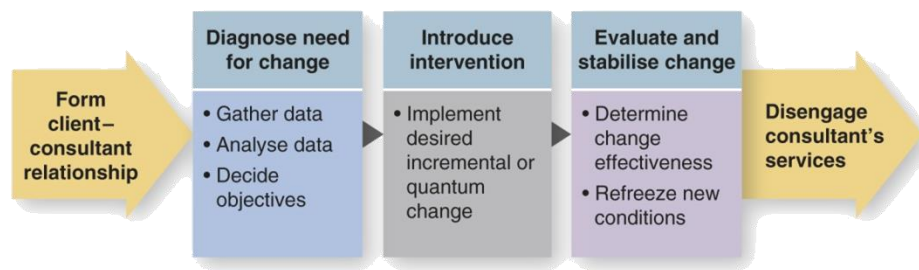 Form
client–
consultant
relationship
Diagnose need
for change
• Gather data
• Analyse data
• Decide
objectives
Introduce
intervention
• Implement
desired
incremental or
quantum
change
Evaluate and
stabilise change
• Determine
change
effectiveness
• Refreeze new
conditions
Disengage
consultant's
services